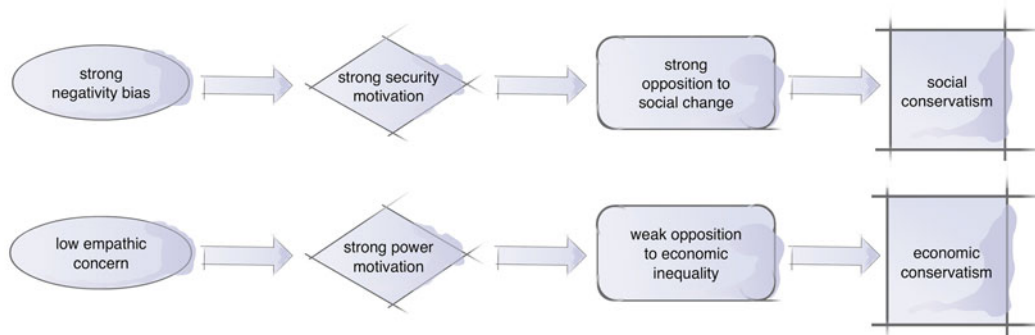 strong
negativity bias
strong security
motivation
strong
opposition to
social change
social
conservatism
low empathic
concern
strong power
motivation
weak opposition
to economic
inequality
economic
conservatism